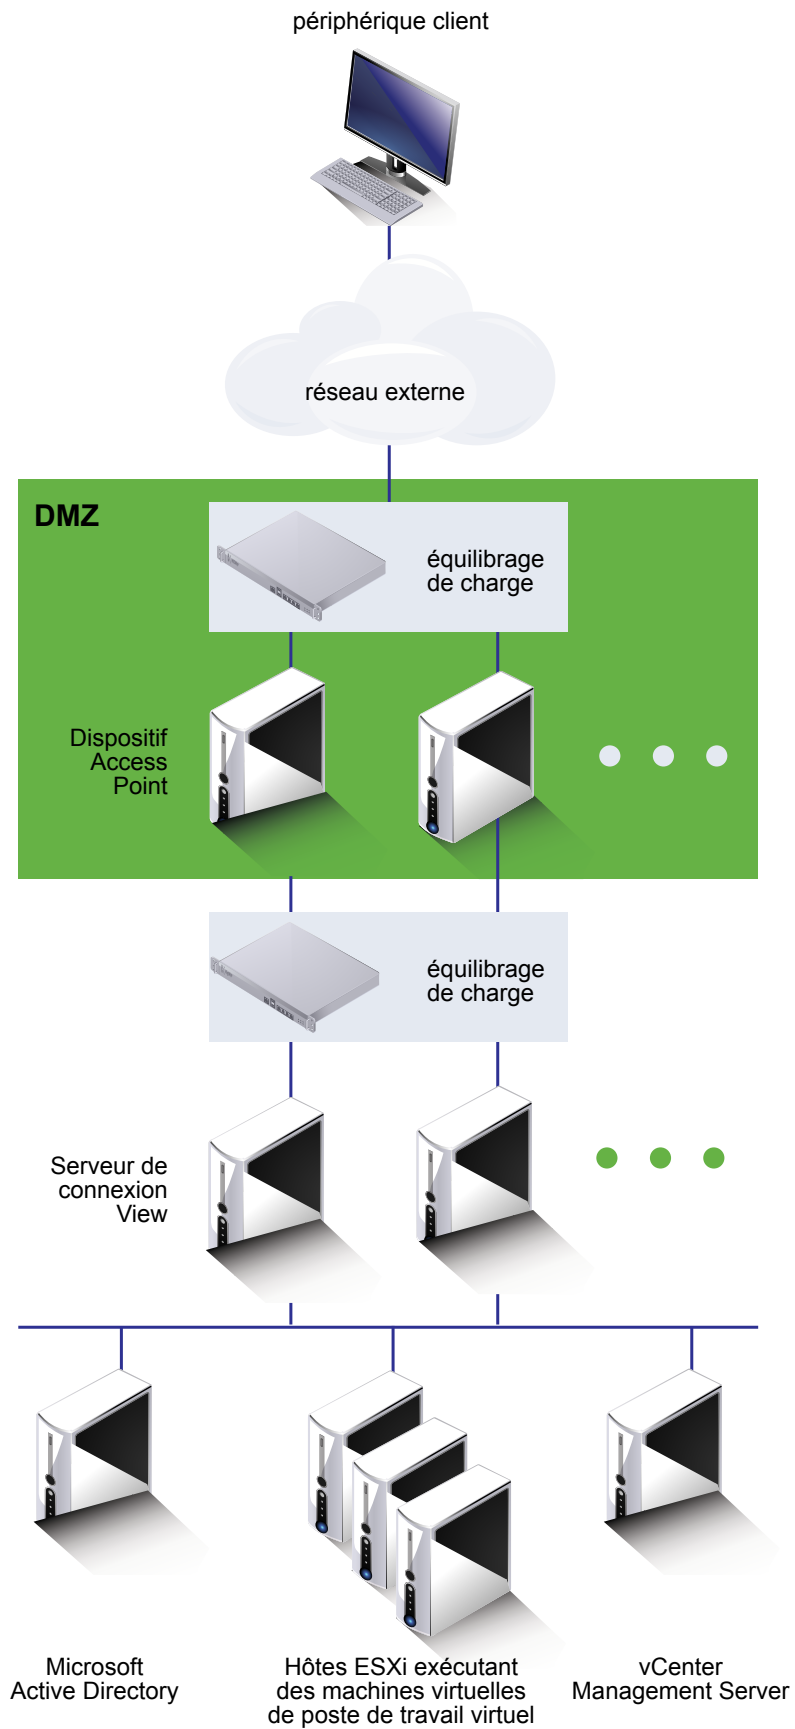 périphérique client
réseau externe
DMZ
équilibrage
de charge
Dispositif
Access
Point
équilibrage
de charge
Serveur de
connexion
View
Microsoft
Active Directory
Hôtes ESXi exécutant
des machines virtuelles
de poste de travail virtuel
vCenter
Management Server